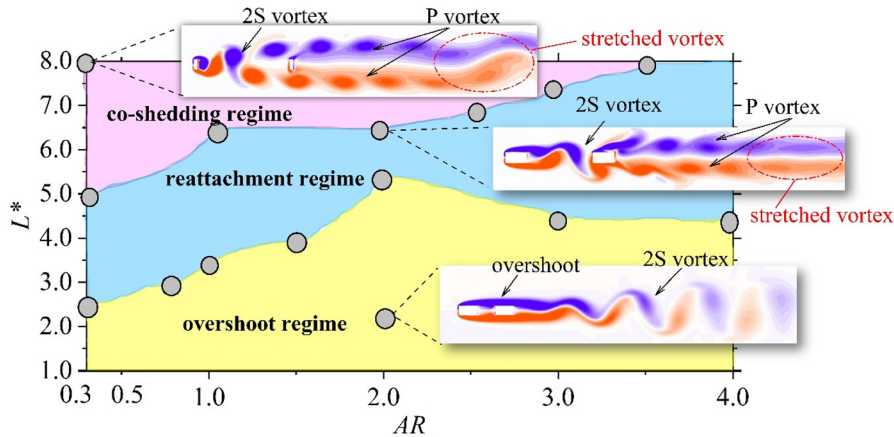 2S vortex
P vortex
stretched vortex
8.0
7.0
6.0
5.0
4.0
3.0
2.0
1.0
L*
co-shedding regime
2S vortex
P vortex
reattachment regime
stretched vortex
overshoot
2S vortex
overshoot regime
0.3
0.5
1.0
2.0
3.0
4.0
AR